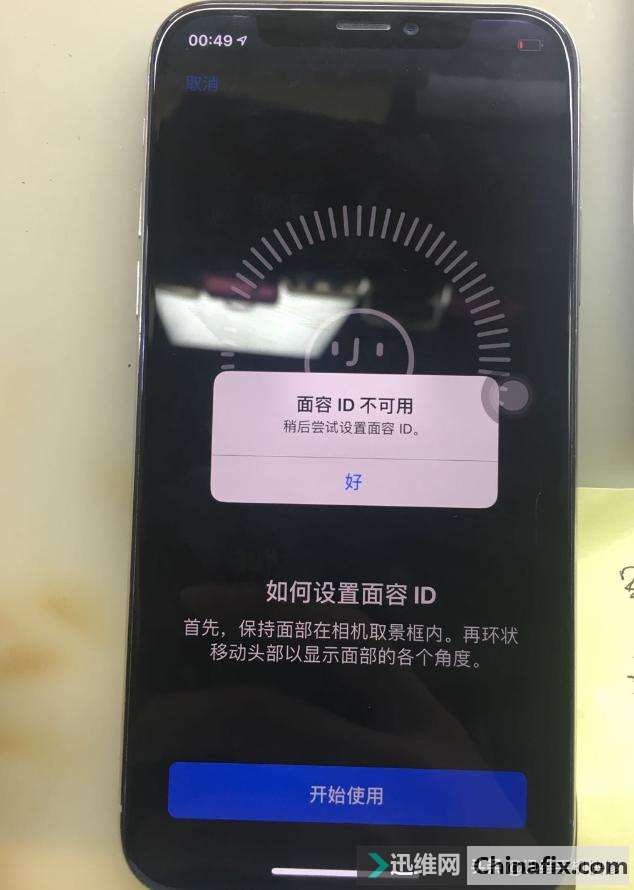 00:49
取消
面容 ID 不可用
稍后尝试设置面容 ID。
好
如何设置面容 ID
首先，保持面部在相机取景框内。再环状
移动头部以显示面部的各个角度。
开始使用
迅维网
Chinafix.com